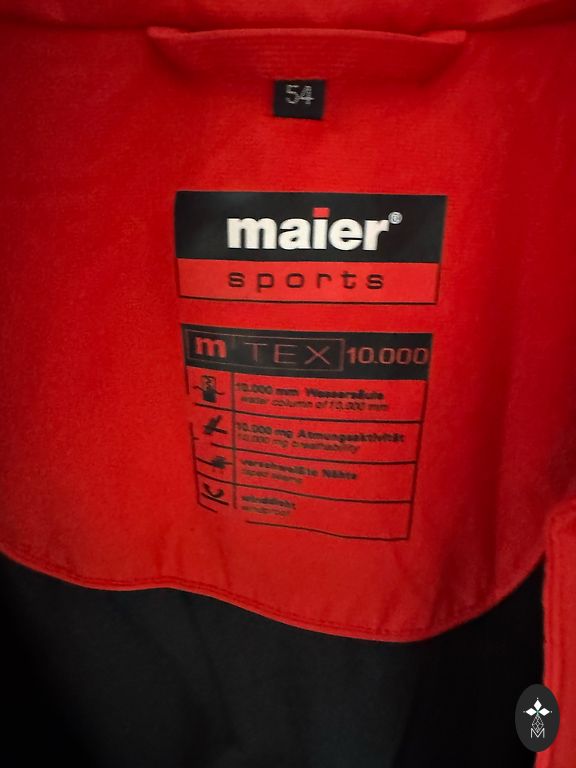 54
maier®
sports
m TEX 10.000
10.000 mm Wassersäule
water column of 10,000 mm
10.000 mg Atmungsaktivität
10,000 mg breathability
verschweißte Nähte
taped seams
winddicht
windproof
M